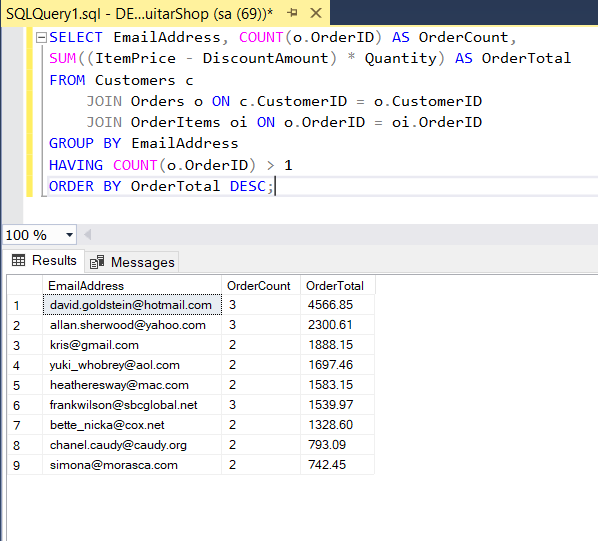 SQLQuery1.sql - DE...uitarShop (sa (69))*
SELECT EmailAddress, COUNT(o.OrderID) AS OrderCount,
SUM((ItemPrice - DiscountAmount) * Quantity) AS OrderTotal
FROM Customers c
JOIN Orders o ON c.CustomerID = o.CustomerID
JOIN OrderItems oi ON o.OrderID = oi.OrderID
GROUP BY EmailAddress
HAVING COUNT(o.OrderID) > 1
ORDER BY OrderTotal DESC;
100 %
Results Messages
EmailAddress OrderCount OrderTotal
1 david.goldstein@hotmail.com 3 4566.85
2 allan.sherwood@yahoo.com 3 2300.61
3 kris@gmail.com 2 1888.15
4 yuki_whobrey@aol.com 2 1697.46
5 heatheresway@mac.com 2 1583.15
6 frankwilson@sbcglobal.net 3 1539.97
7 bette_nicka@cox.net 2 1328.60
8 chanel.caudy@caudy.org 2 793.09
9 simona@morasca.com 2 742.45